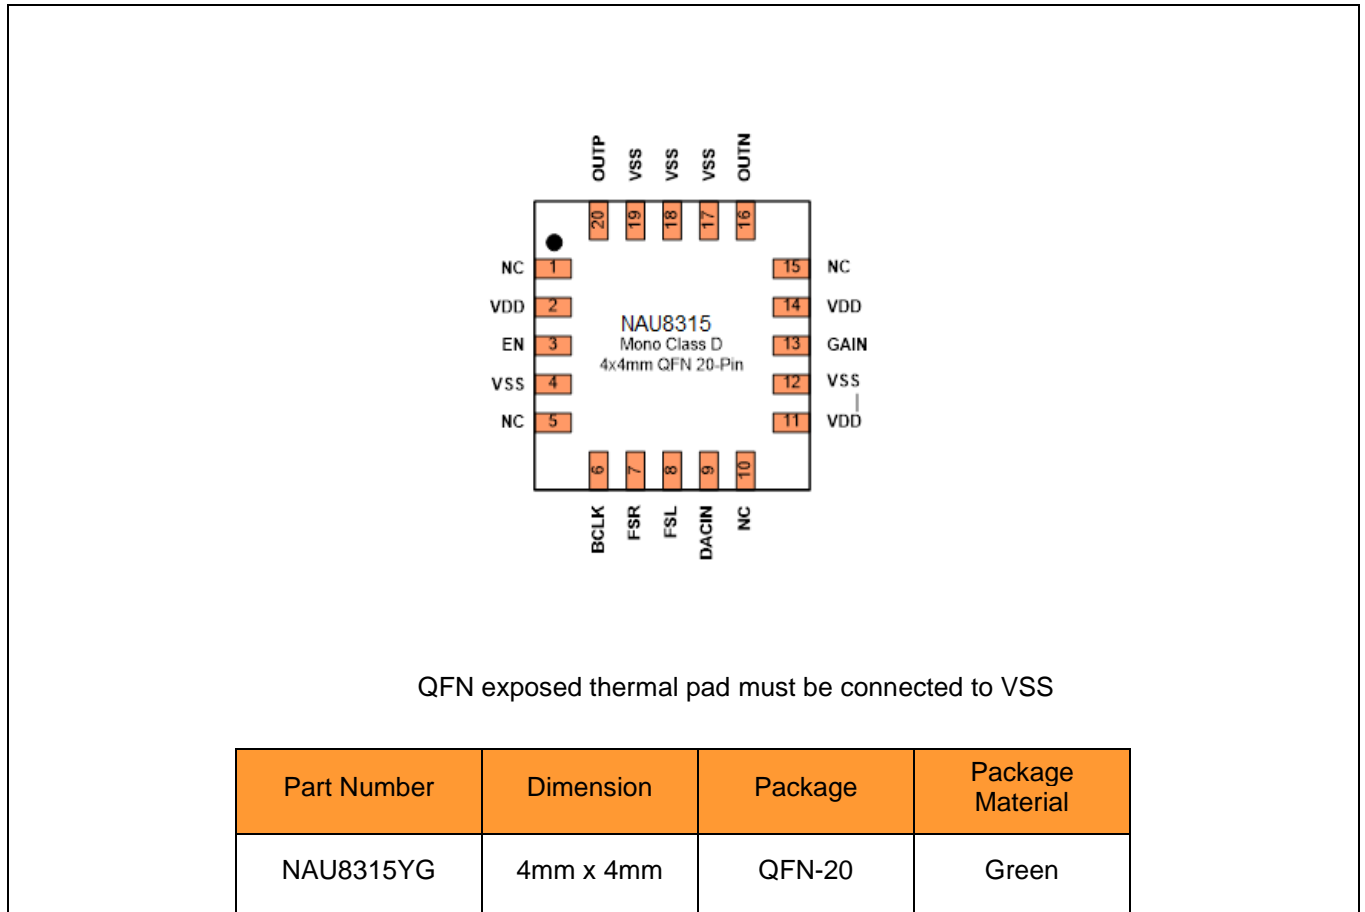 OUTP VSS VSS VSS OUTN
20 19 18 17 16
NC 1 15 NC
VDD 2 14 VDD
EN 3 13 GAIN
VSS 4 12 VSS
NC 5 11 VDD
NAU8315
Mono Class D
4x4mm QFN 20-Pin
6 7 8 9 10
BCLK FSR FSL DACIN NC
QFN exposed thermal pad must be connected to VSS
Part Number Dimension Package Package Material
NAU8315YG 4mm x 4mm QFN-20 Green